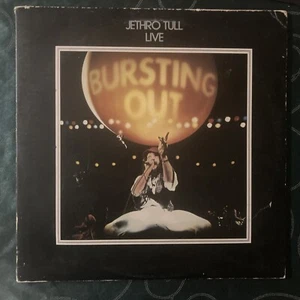 JETHRO TULL
LIVE
BURSTING
OUT